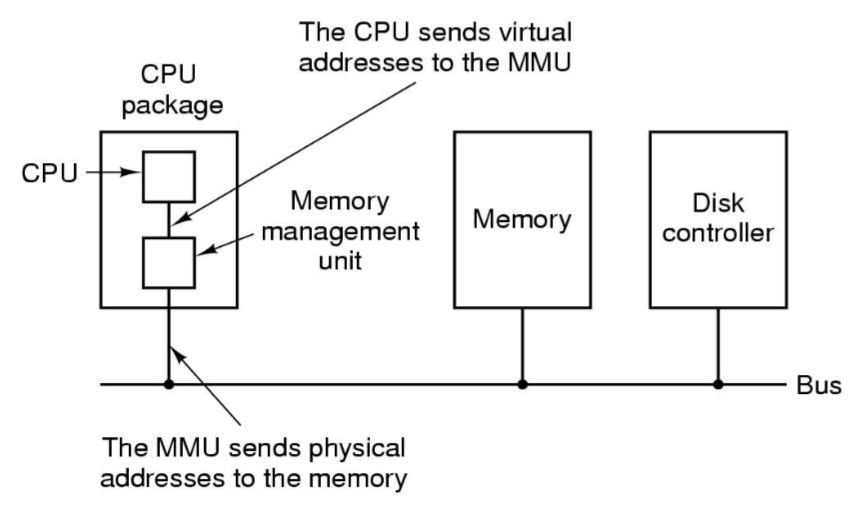 The CPU sends virtual
addresses to the MMU
CPU
package
CPU
Memory
management
unit
Memory
Disk
controller
Bus
The MMU sends physical
addresses to the memory